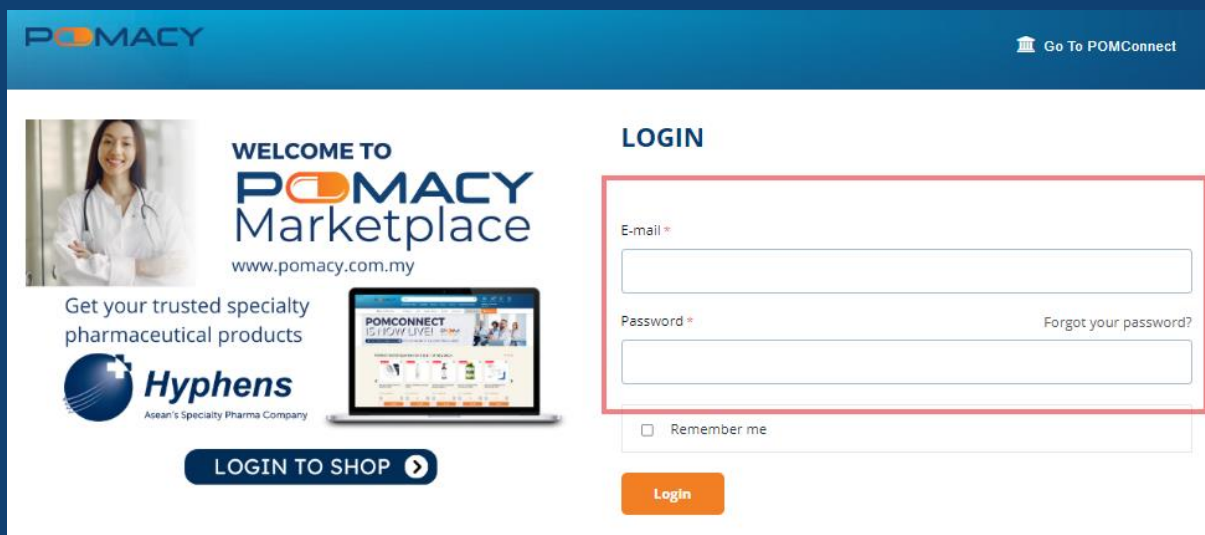 POMACY
Go To POMConnect
WELCOME TO
POMACY
Marketplace
www.pomacy.com.my
Get your trusted specialty
pharmaceutical products
Hyphens
Asean's Specialty Pharma Company
POMCONNECT
IS NOW LIVE!
LOGIN TO SHOP
LOGIN
E-mail *
Password *
Forgot your password?
Remember me
Login